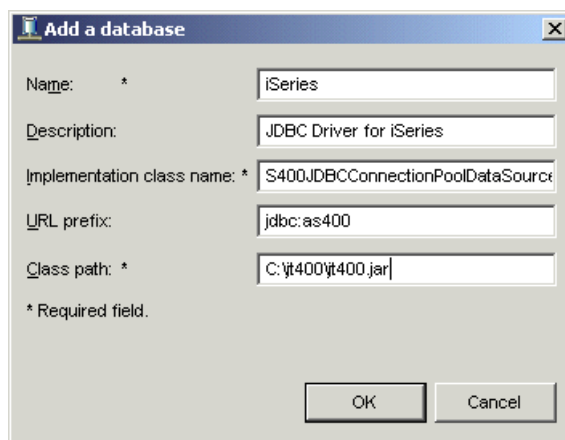 Add a database
Name: * iSeries
Description: JDBC Driver for iSeries
Implementation class name: * S400JDBCConnectionPoolDataSource
URL prefix: jdbc:as400
Class path: * C:\jt400\jt400.jar
* Required field.
OK Cancel